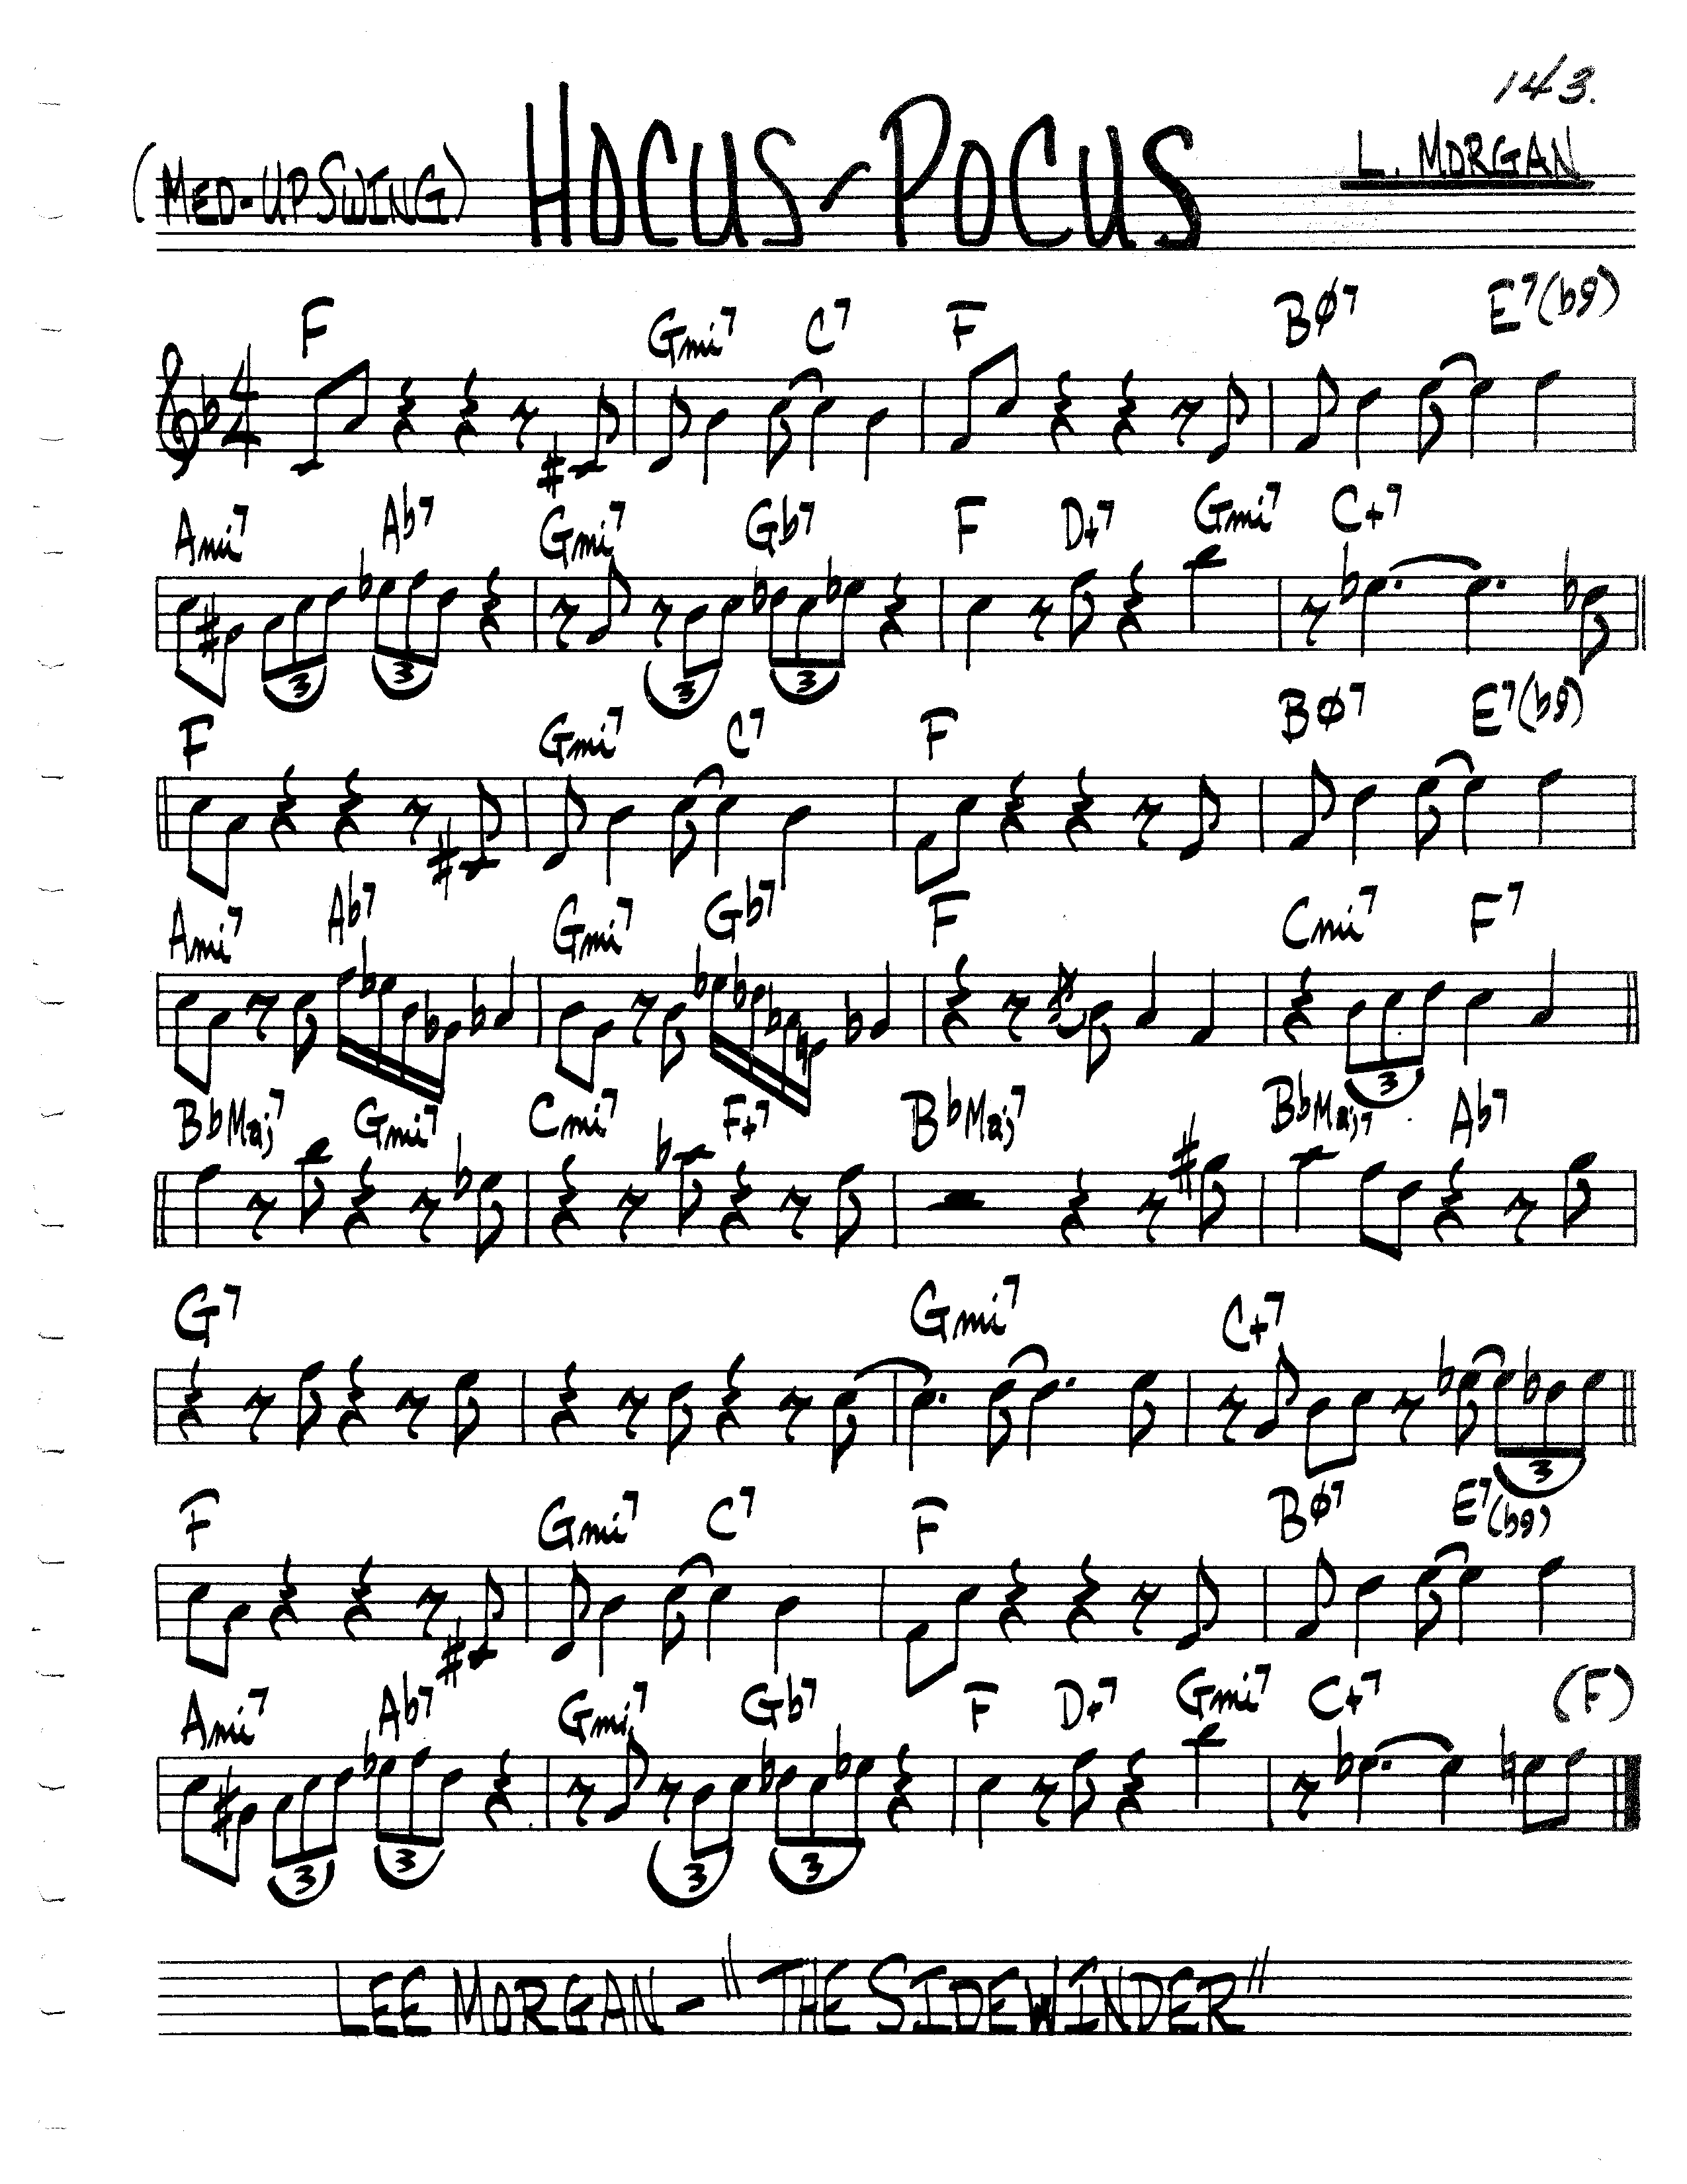 143.
(MED-UP SWING) HOCUS-POCUS L. MORGAN
F Gmi7 C7 F BØ7 E7(b9)
4
4
Ami7 Ab7 Gmi7 Gb7 F D+7 Gmi7 C+7
3 3 3 3
F Gmi7 C7 F BØ7 E7(b9)
Ami7 Ab7 Gmi7 Gb7 F Cmi7 F7
3
BbMaj7 Gmi7 Cmi7 F+7 BbMaj7 BbMaj7 Ab7
G7 Gmi7 C+7
3
F Gmi7 C7 F BØ7 E7(b9)
Ami7 Ab7 Gmi7 Gb7 F D+7 Gmi7 C+7 (F)
3 3 3 3
LEE MORGAN - "THE SIDEWINDER"